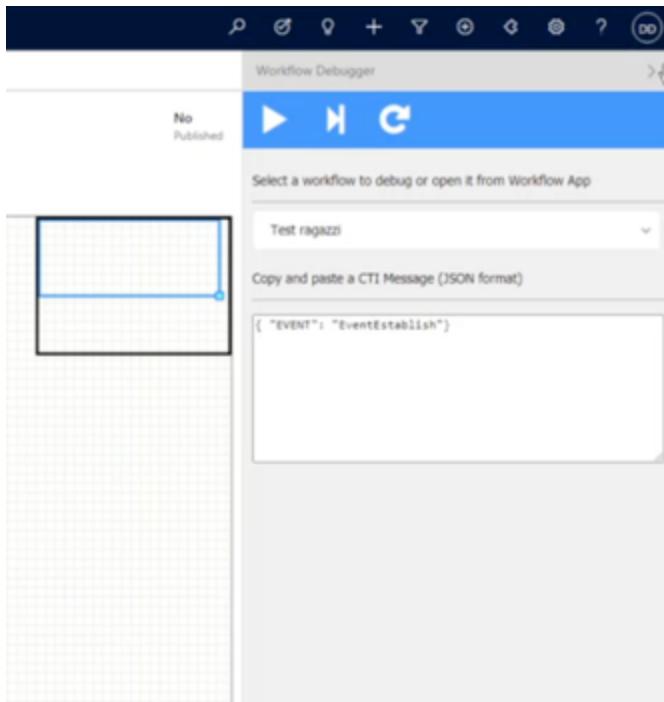 ?
DD
Workflow Debugger
No
Published
Select a workflow to debug or open it from Workflow App
Test ragazzi
Copy and paste a CTI Message (JSON format)
{ "EVENT": "EventEstablish"}